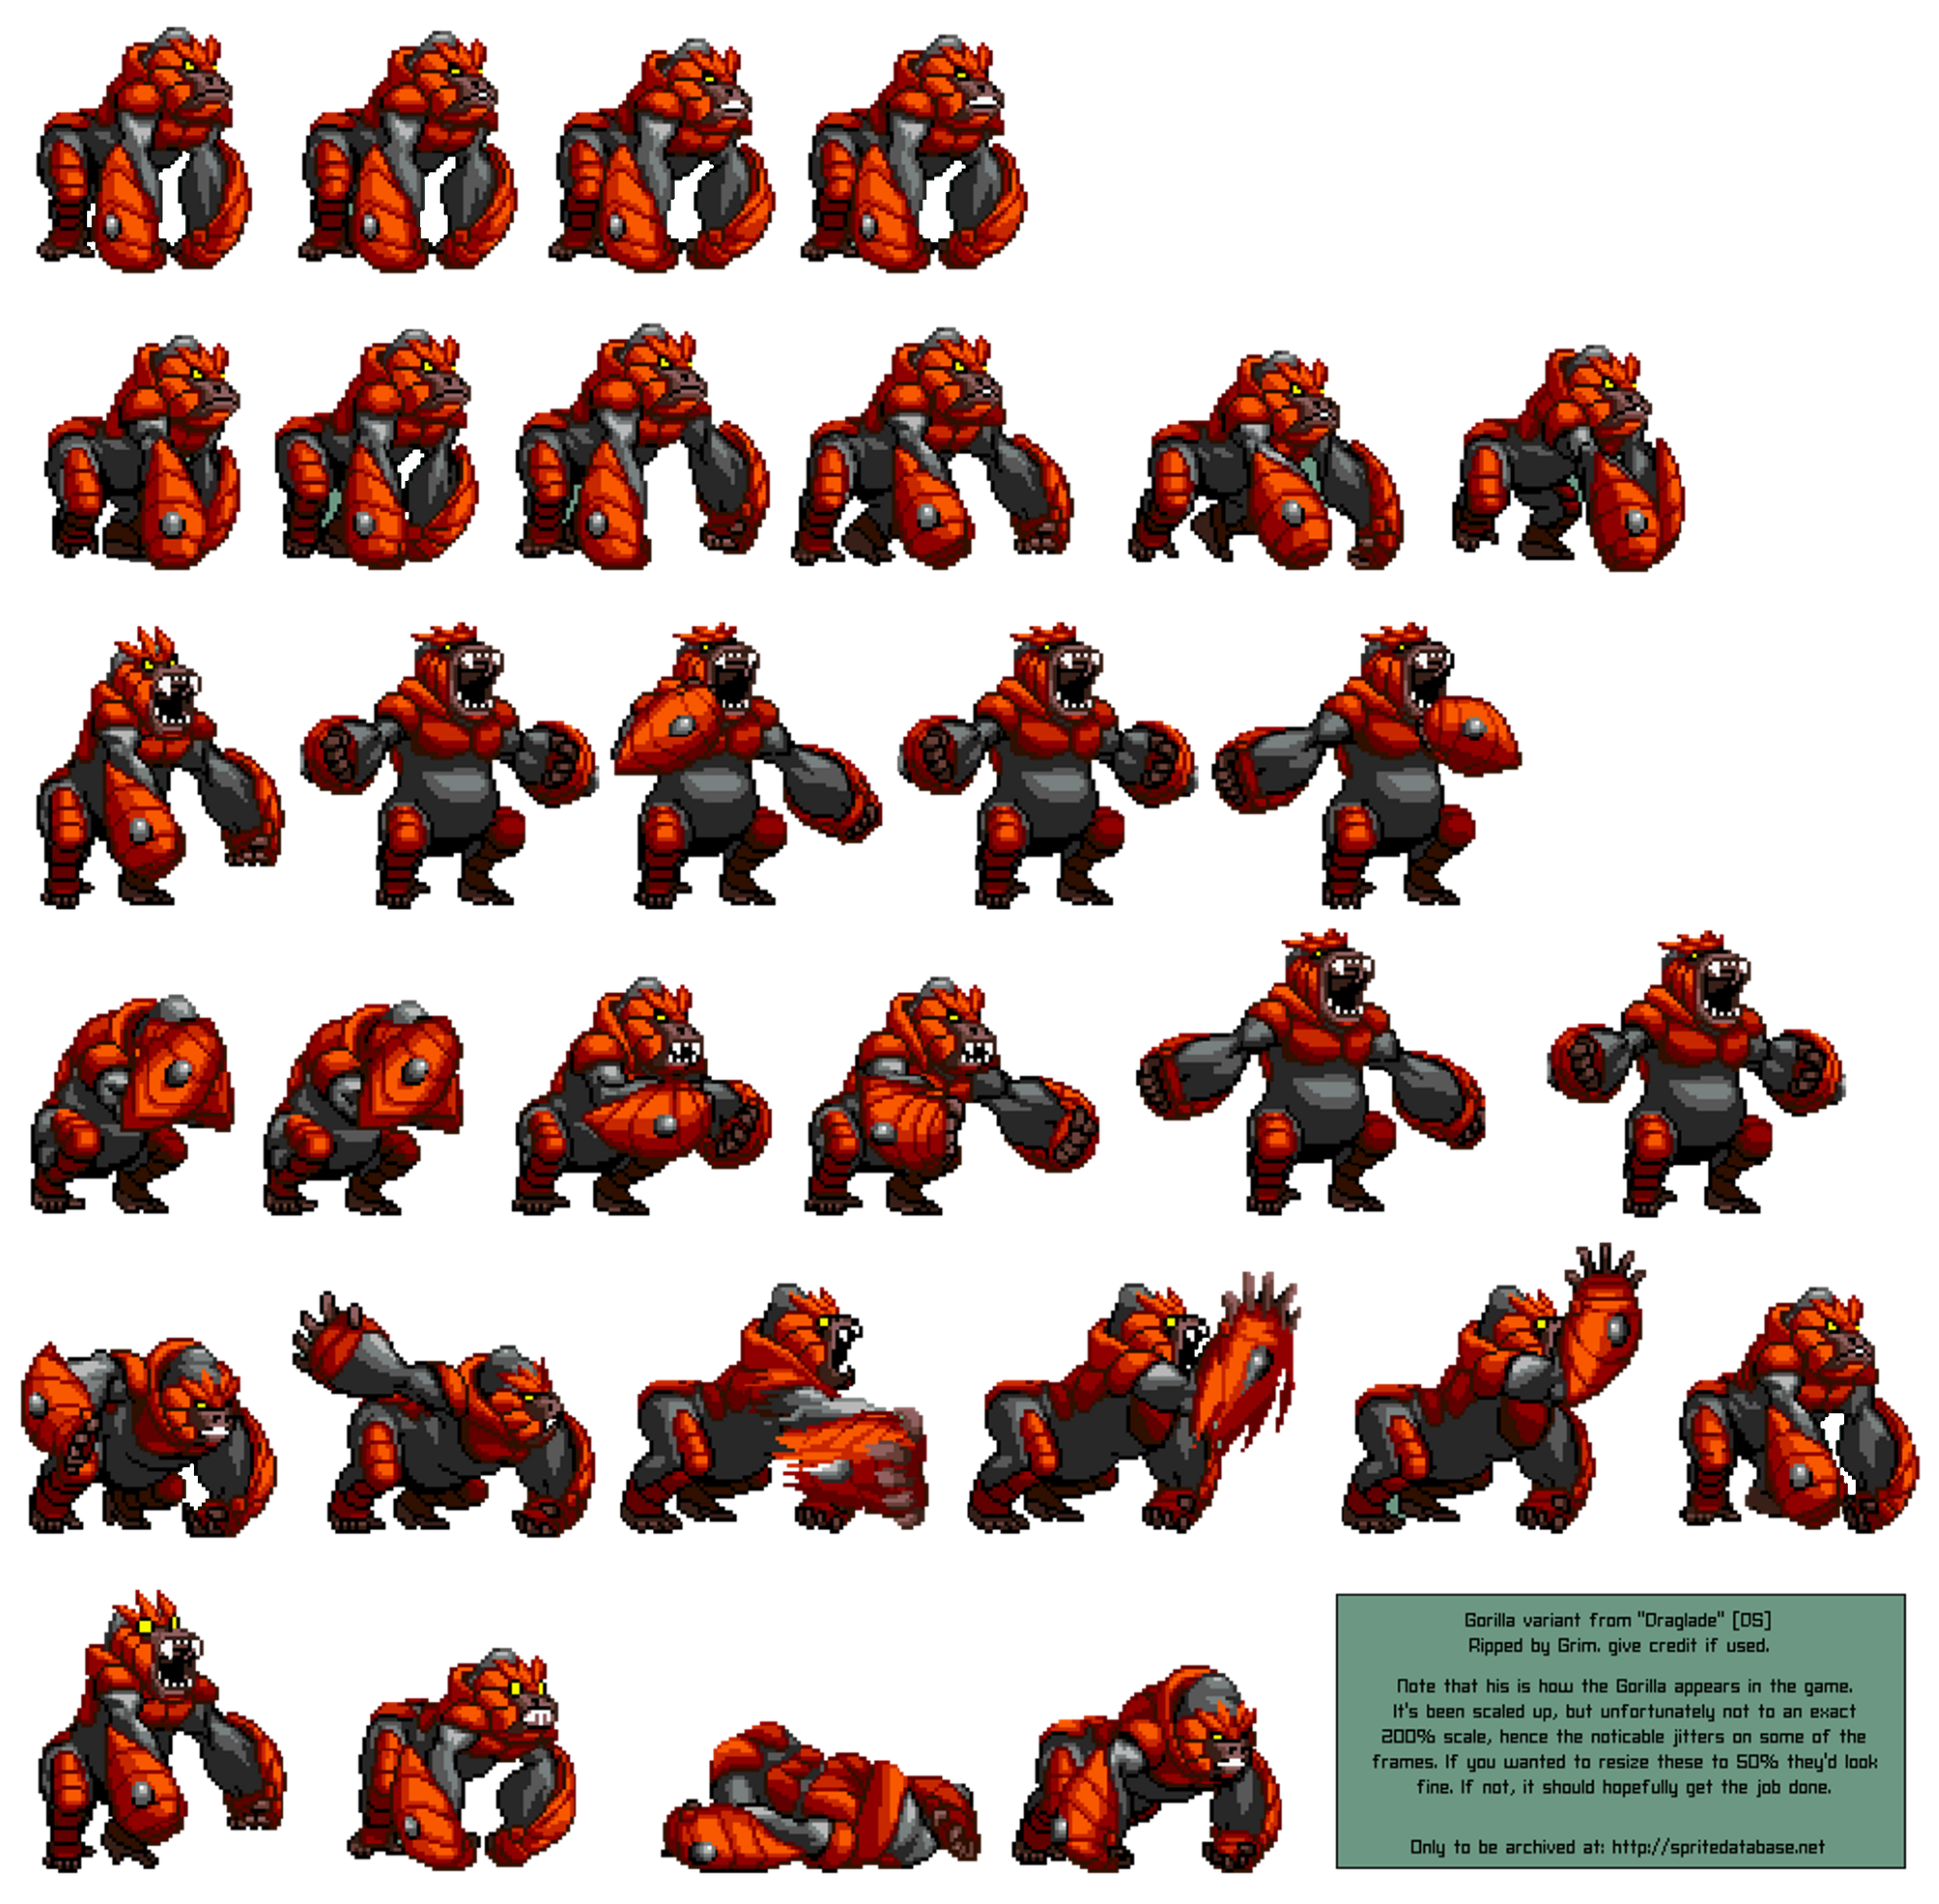 Gorilla variant from "Draglade" [DS]
Ripped by Grim. give credit if used.
Note that his is how the Gorilla appears in the game.
It's been scaled up, but unfortunately not to an exact
200% scale, hence the noticable jitters on some of the
frames. If you wanted to resize these to 50% they'd look
fine. If not, it should hopefully get the job done.
Only to be archived at: http://spritedatabase.net